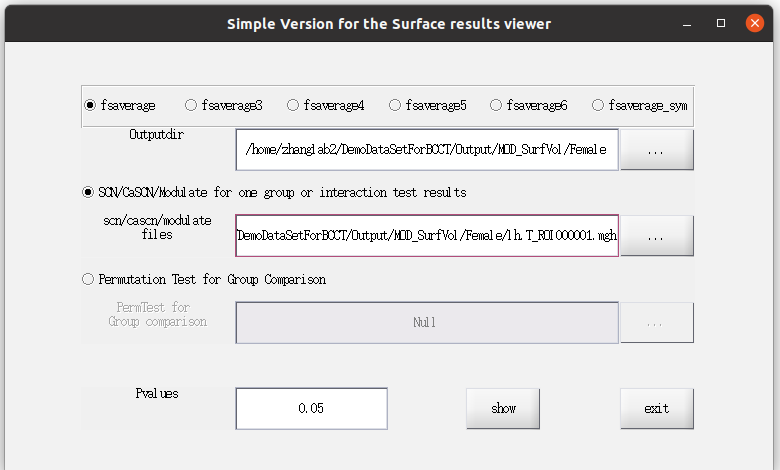 Simple Version for the Surface results viewer
fsaverage fsaverage3 fsaverage4 fsaverage5 fsaverage6 fsaverage_sym
Outputdir /home/zhanglab2/DemoDataSetForBCCT/Output/MOD_SurfVol/Female ...
SCN/CaSCN/Modulate for one group or interaction test results
scn/cascn/modulate
files DemoDataSetForBCCT/Output/MOD_SurfVol/Female/lh.T_ROI000001.mgh ...
Permutation Test for Group Comparison
PermTest for
Group comparison Null ...
Pvalues 0.05 show exit